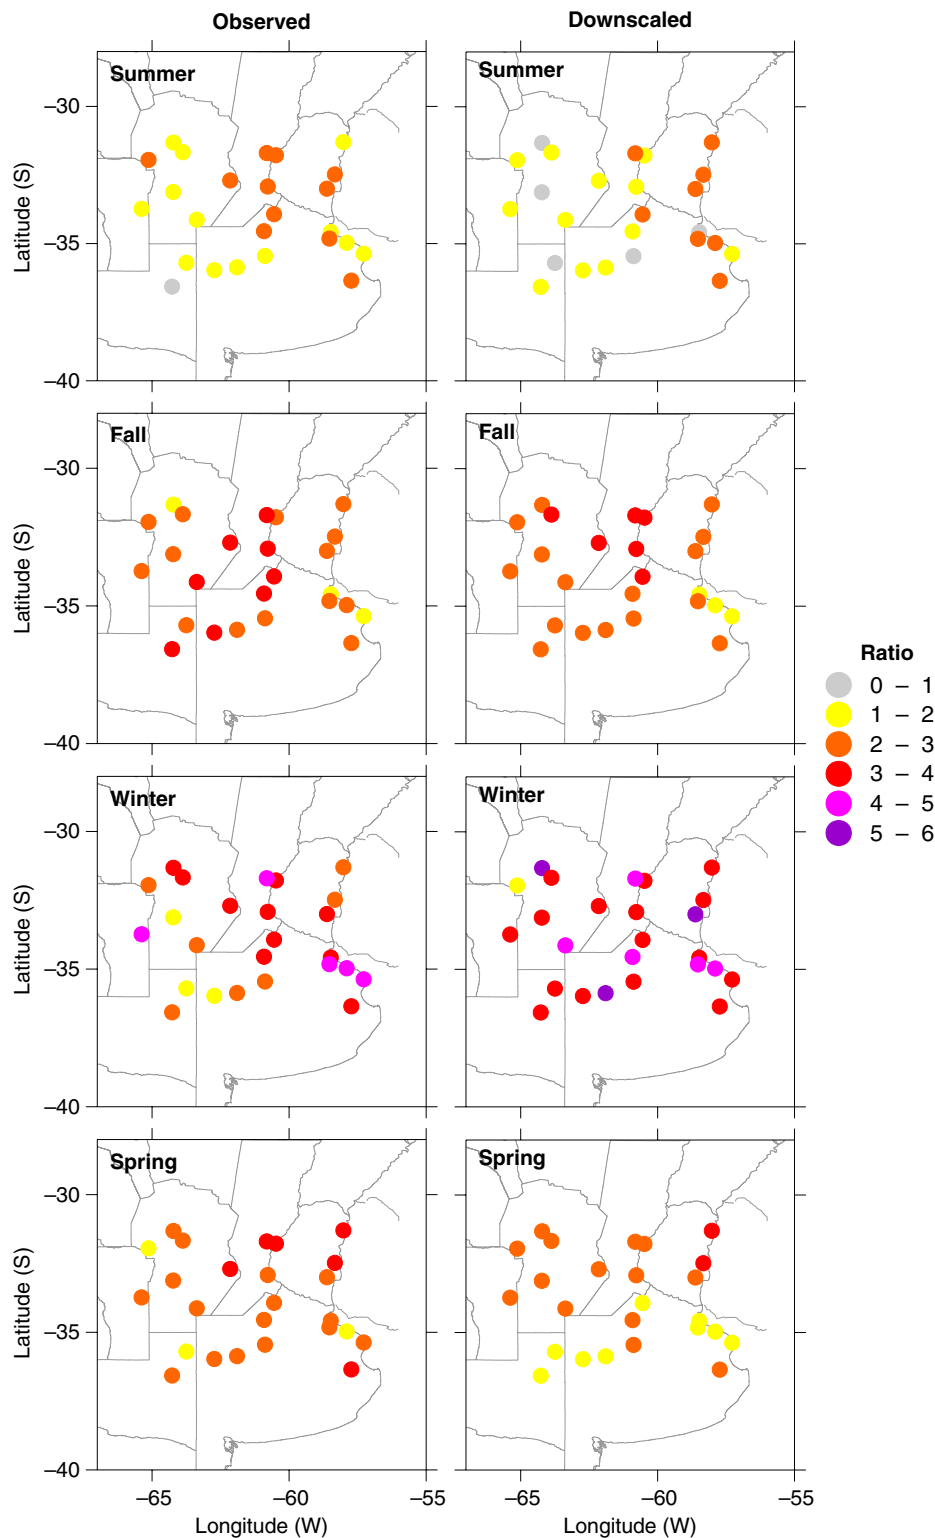 Observed Downscaled
Summer Summer
–30
–35
–40
Latitude (S)
Fall Fall
–30
–35
–40
Latitude (S)
Ratio
0 – 1
1 – 2
2 – 3
3 – 4
4 – 5
5 – 6
Winter Winter
–30
–35
–40
Latitude (S)
Spring Spring
–30
–35
–40
Latitude (S)
–65 –60 –55 –65 –60 –55
Longitude (W) Longitude (W)